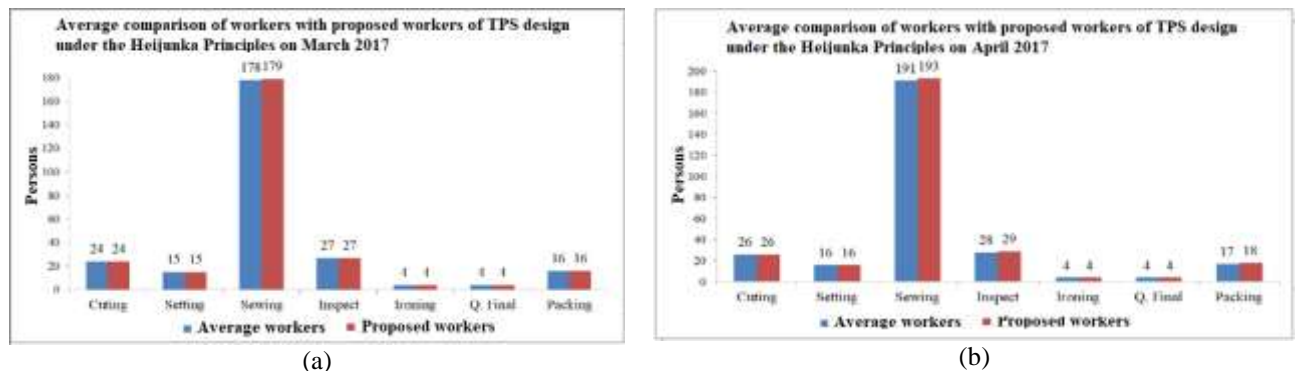 Average comparison of workers with proposed workers of TPS design
under the Heijunka Principles on March 2017
Persons
180
160
140
120
100
80
60
40
20
0
178 179
24 24
15 15
27 27
4 4
4 4
16 16
Cuting Setting Sewing Inspect Ironing Q. Final Packing
Average workers Proposed workers
(a)
Average comparison of workers with proposed workers of TPS design
under the Heijunka Principles on April 2017
Persons
200
180
160
140
120
100
80
60
40
20
0
191 193
26 26
16 16
28 29
4 4
4 4
17 18
Cuting Setting Sewing Inspect Ironing Q. Final Packing
Average workers Proposed workers
(b)